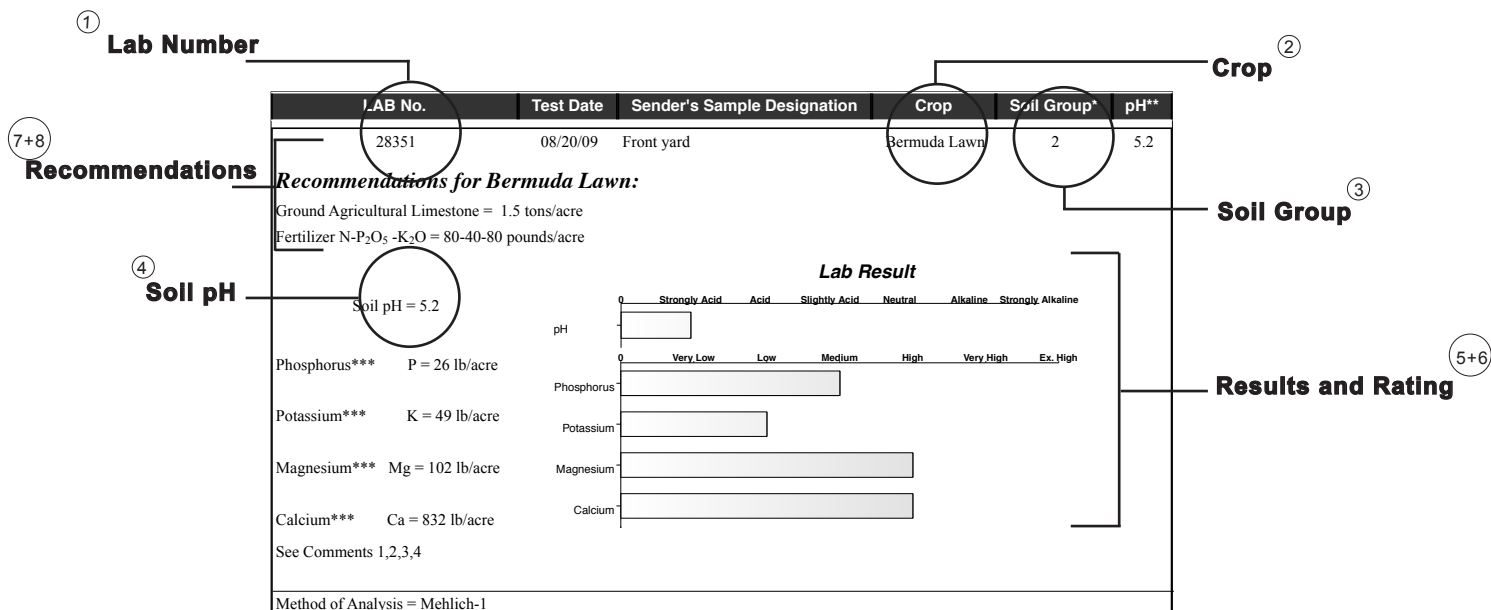 ① Lab Number
② Crop
LAB No. Test Date Sender's Sample Designation Crop Soil Group* pH**
28351 08/20/09 Front yard Bermuda Lawn 2 5.2
7+8 Recommendations
Recommendations for Bermuda Lawn:
③ Soil Group
Ground Agricultural Limestone = 1.5 tons/acre
Fertilizer N-P₂O₅ -K₂O = 80-40-80 pounds/acre
④ Soil pH
Soil pH = 5.2
Lab Result
0 Strongly Acid Acid Slightly Acid Neutral Alkaline Strongly Alkaline
pH
0 Very Low Low Medium High Very High Ex. High
Phosphorus*** P = 26 lb/acre
Phosphorus
5+6
Results and Rating
Potassium*** K = 49 lb/acre
Potassium
Magnesium*** Mg = 102 lb/acre
Magnesium
Calcium*** Ca = 832 lb/acre
Calcium
See Comments 1,2,3,4
Method of Analysis = Mehlich-1